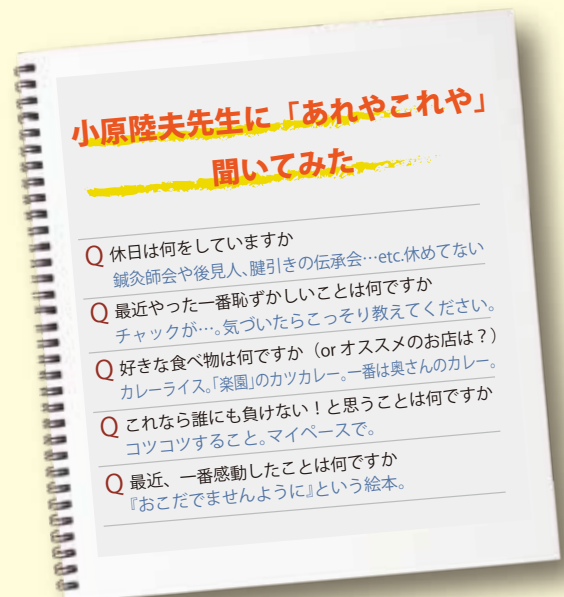 小原陸夫先生に「あれやこれや」
聞いてみた
Q 休日は何をしていますか
鍼灸師会や後見人、腱引きの伝承会…etc.休めてない
Q 最近やった一番恥ずかしいことは何ですか
チャックが…。気づいたらこっそり教えてください。
Q 好きな食べ物は何ですか（or オススメのお店は？）
カレーライス。「楽園」のカツカレー。一番は奥さんのカレー。
Q これなら誰にも負けない！と思うことは何ですか
コツコツすること。マイペースで。
Q 最近、一番感動したことは何ですか
『おこだでませんように』という絵本。